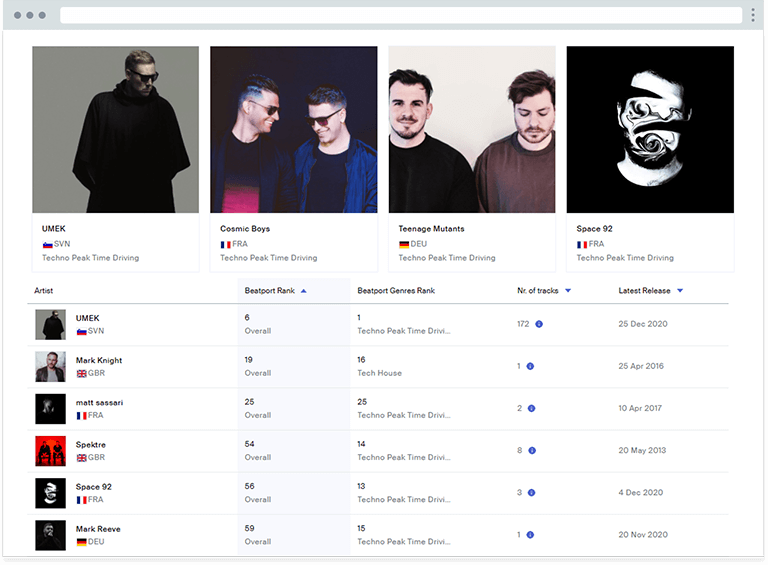 UMEK
SVN
Techno Peak Time Driving
Cosmic Boys
FRA
Techno Peak Time Driving
Teenage Mutants
DEU
Techno Peak Time Driving
Space 92
FRA
Techno Peak Time Driving
Artist Beatport Rank Beatport Genres Rank Nr. of tracks Latest Release
UMEK 6 1
SVN Overall Techno Peak Time Drivi... 172 25 Dec 2020
Mark Knight 19 16
GBR Overall Tech House 1 25 Apr 2016
matt sassari 25 25
FRA Overall Techno Peak Time Drivi... 2 10 Apr 2017
Spektre 54 14
GBR Overall Techno Peak Time Drivi... 8 20 May 2013
Space 92 56 13
FRA Overall Techno Peak Time Drivi... 3 4 Dec 2020
Mark Reeve 59 15
DEU Overall Techno Peak Time Drivi... 1 20 Nov 2020